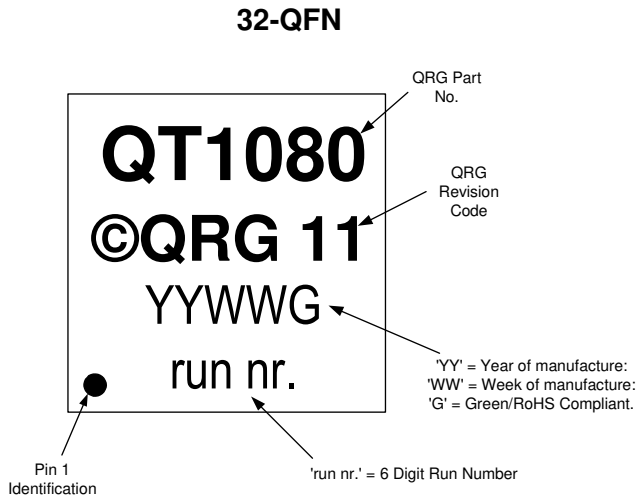 32-QFN
QRG Part
No.
QT1080
QRG
Revision
Code
©QRG 11
YYWWG
'YY' = Year of manufacture:
'WW' = Week of manufacture:
'G' = Green/RoHS Compliant.
run nr.
Pin 1
Identification
'run nr.' = 6 Digit Run Number